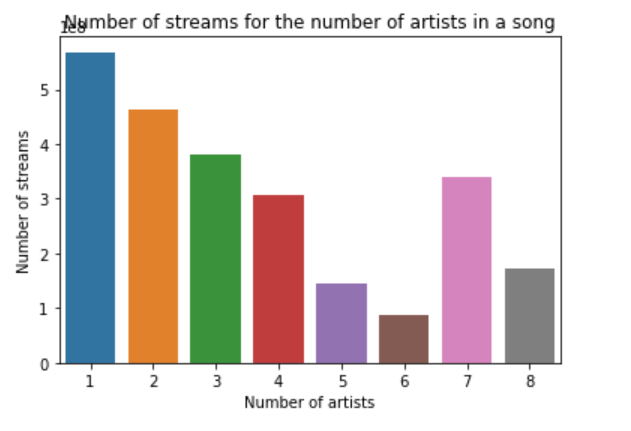 Number of streams for the number of artists in a song
1e8
5
4
3
2
1
0
Number of streams
1 2 3 4 5 6 7 8
Number of artists